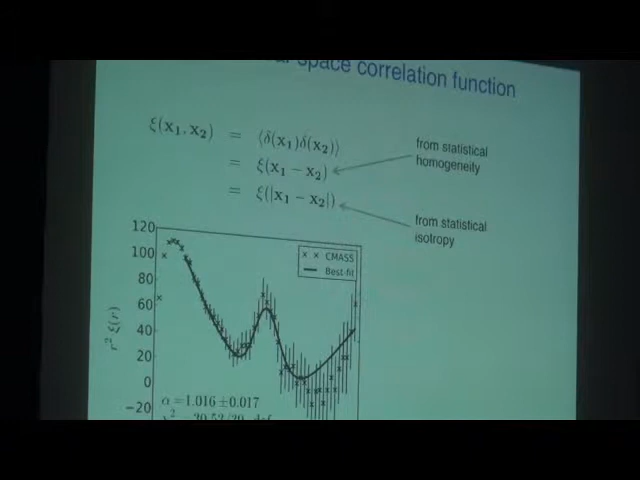 space correlation function
ξ(x₁, x₂) = ⟨δ(x₁)δ(x₂)⟩
= ξ(x₁ − x₂)
= ξ(|x₁ − x₂|)
from statistical
homogeneity
from statistical
isotropy
120
100
80
60
40
20
0
−20
r² ξ(r)
× × CMASS
Best-fit
α = 1.016 ± 0.017